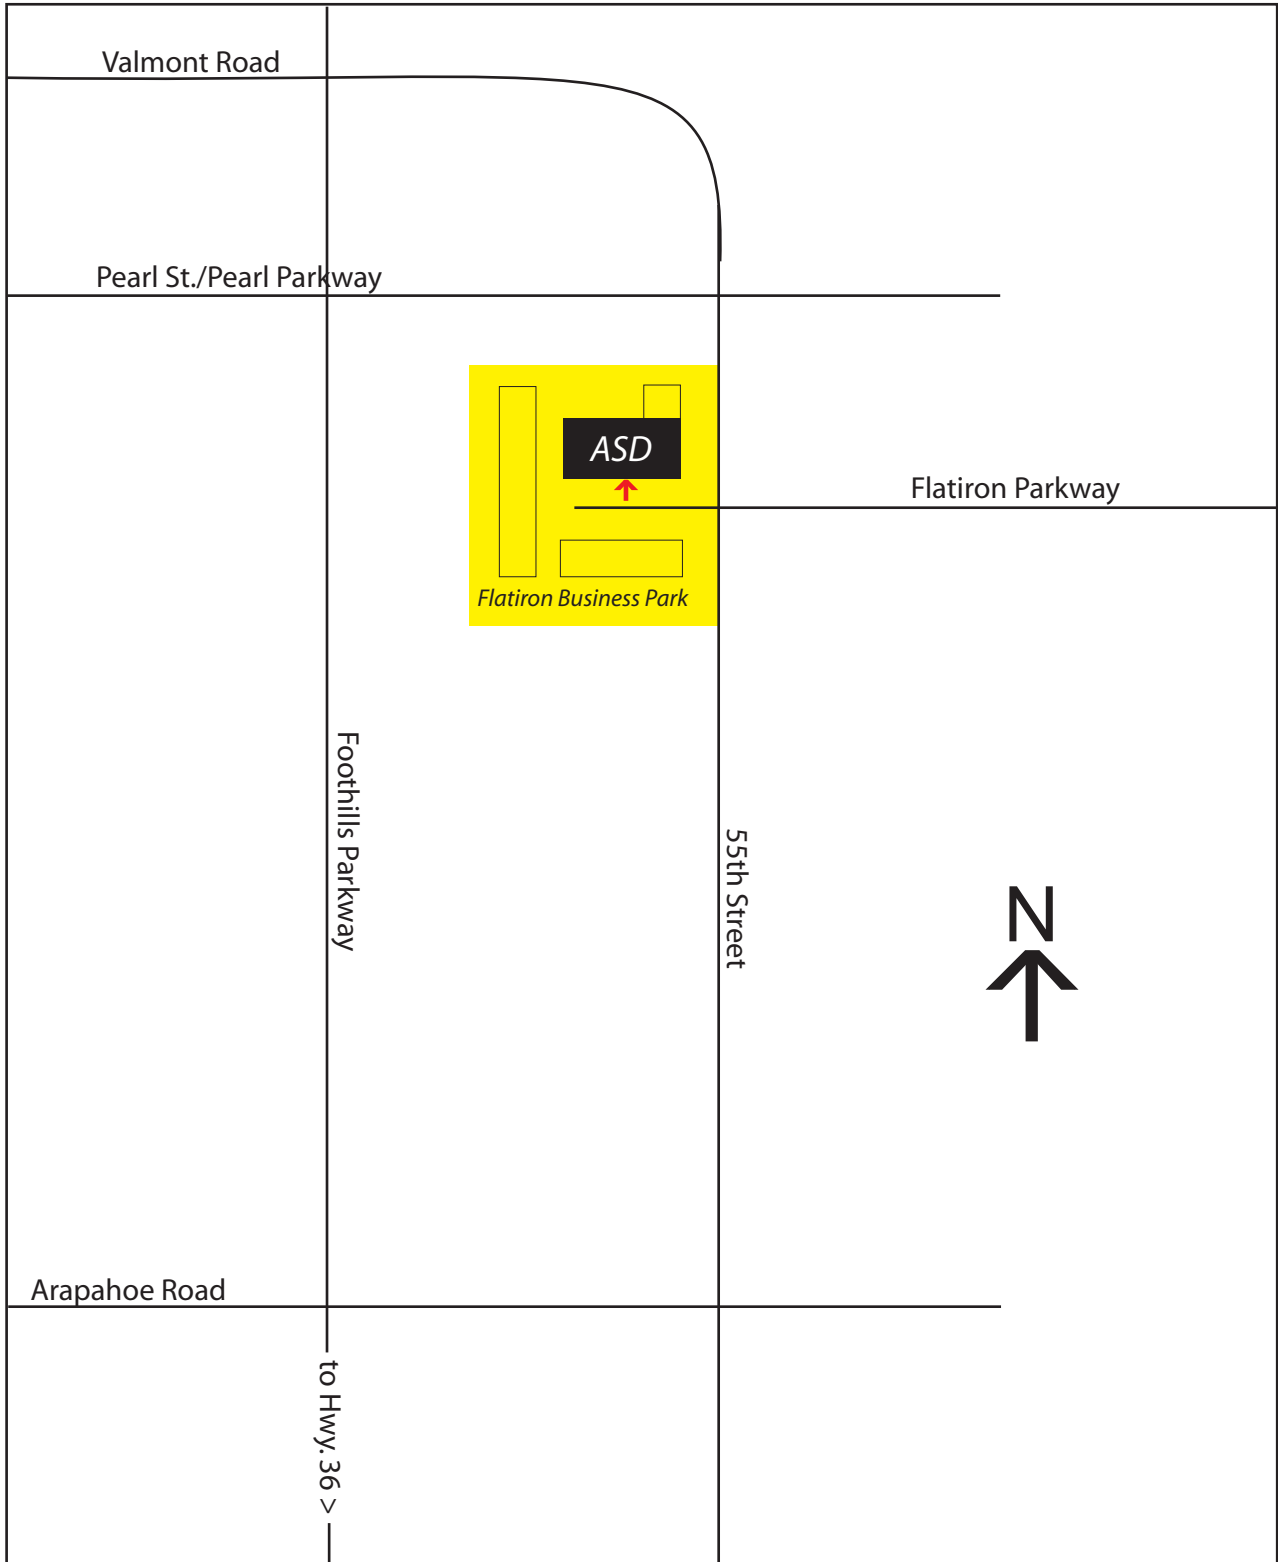 Valmont Road
Pearl St./Pearl Parkway
ASD
Flatiron Parkway
Flatiron Business Park
Foothills Parkway
55th Street
N
Arapahoe Road
to Hwy. 36 >